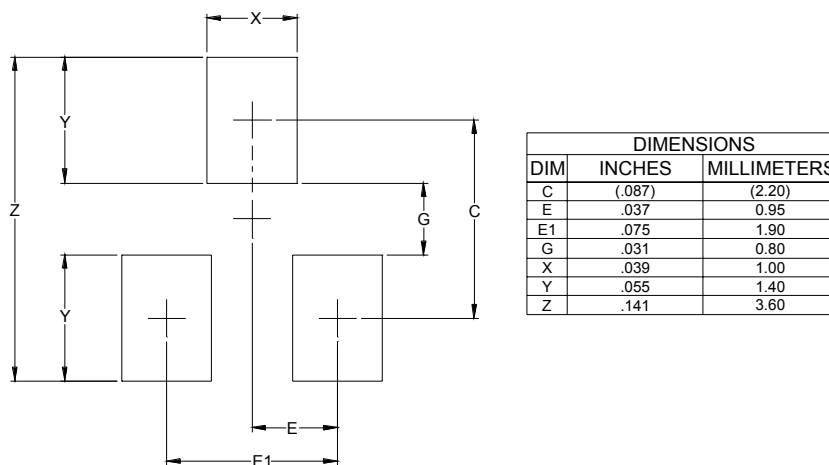 X
Y
Z
G
C
Y
E
E1
DIMENSIONS
DIM INCHES MILLIMETERS
C (.087) (2.20)
E .037 0.95
E1 .075 1.90
G .031 0.80
X .039 1.00
Y .055 1.40
Z .141 3.60